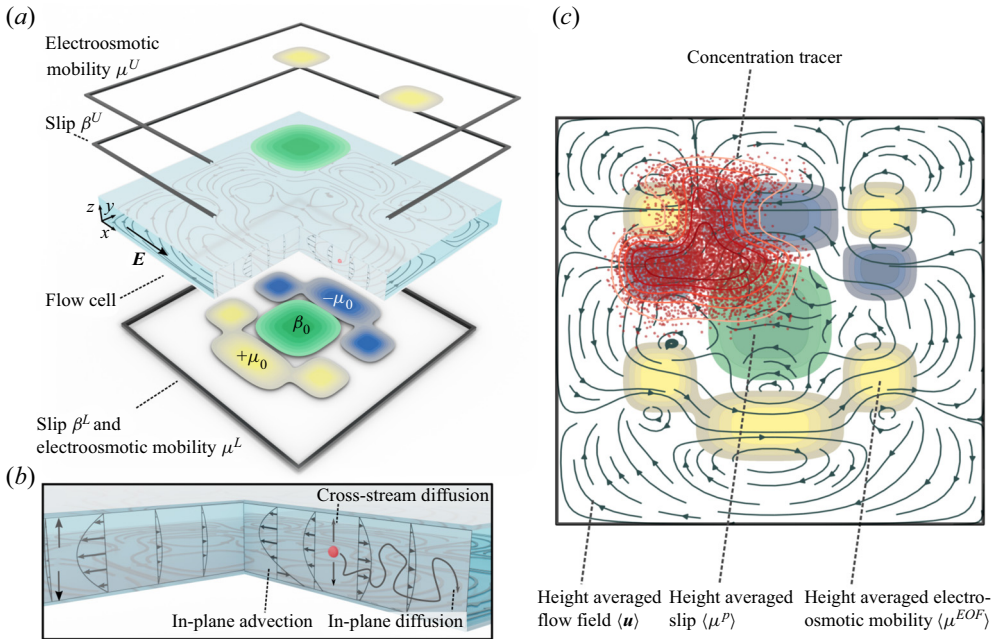 (a)
Electroosmotic
mobility μ^U
Slip β^U
z y
x
E
Flow cell
−μ₀
β₀
+μ₀
Slip β^L and
electroosmotic mobility μ^L
(b)
Cross-stream diffusion
In-plane advection
In-plane diffusion
(c)
Concentration tracer
Height averaged
flow field ⟨u⟩
Height averaged
slip ⟨μ^p⟩
Height averaged electro-
osmotic mobility ⟨μ^EOF⟩